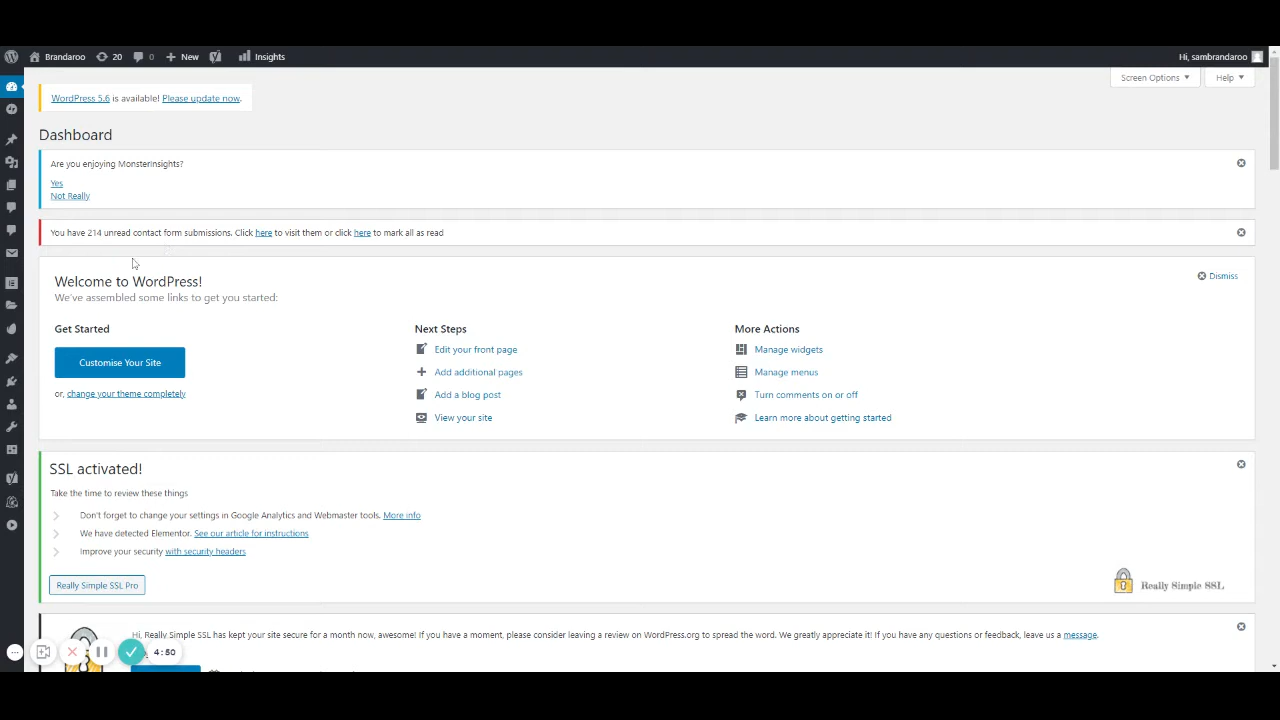 Brandaroo 20 0 New Insights Hi, sambrandaroo
Screen Options Help
WordPress 5.6 is available! Please update now.
Dashboard
Are you enjoying MonsterInsights?
Yes
Not Really
You have 214 unread contact form submissions. Click here to visit them or click here to mark all as read
Welcome to WordPress!
Dismiss
We've assembled some links to get you started:
Get Started
Customise Your Site
or, change your theme completely
Next Steps
Edit your front page
Add additional pages
Add a blog post
View your site
More Actions
Manage widgets
Manage menus
Turn comments on or off
Learn more about getting started
SSL activated!
Take the time to review these things
Don't forget to change your settings in Google Analytics and Webmaster tools. More info
We have detected Elementor. See our article for instructions
Improve your security with security headers
Really Simple SSL Pro
Really Simple SSL
Hi, Really Simple SSL has kept your site secure for a month now, awesome! If you have a moment, please consider leaving a review on WordPress.org to spread the word. We greatly appreciate it! If you have any questions or feedback, leave us a message.
4:50